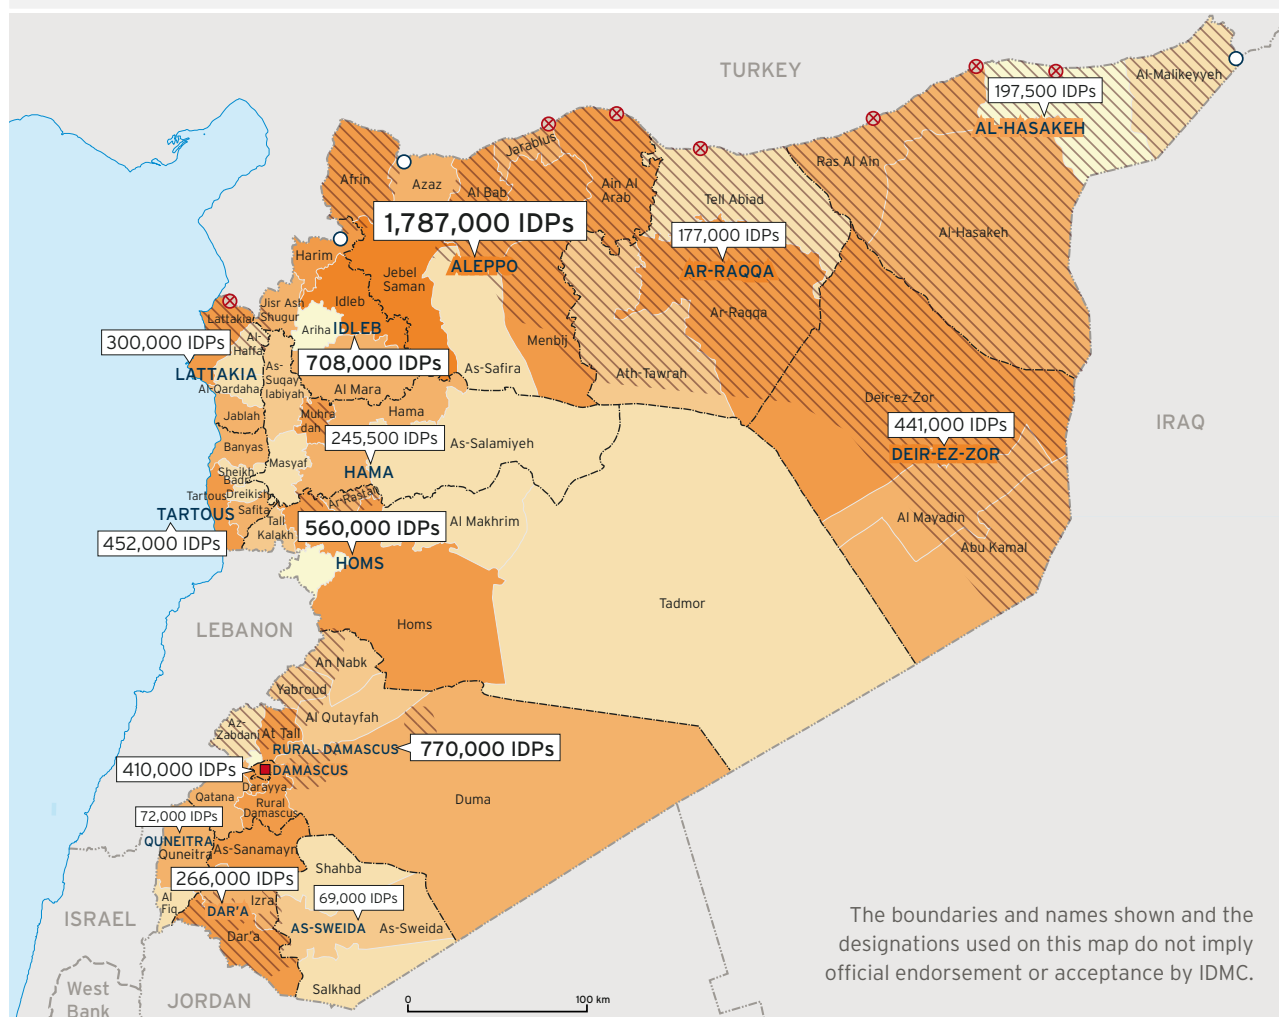 TURKEY
Al-Malikeyyeh
197,500 IDPs
AL-HASAKEH
Jarablus
Ras Al Ain
Afrin
Azaz
Al Bab
Ain Al
Arab
Tell Abiad
1,787,000 IDPs
177,000 IDPs
Al-Hasakeh
Harim
ALEPPO
AR-RAQQA
Jebel
Saman
Idleb
Jisr Ash
Shugur
Ar-Raqqa
Lattakia
Ariha
IDLEB
Al-
Haffa
300,000 IDPs
Menbij
708,000 IDPs
As-Safira
LATTAKIA
As-
Suqay
labiyah
Ath-Tawrah
Al-Qardaha
Al Mara
Deir-ez-Zor
Jablah
Muhra
dah
Hama
441,000 IDPs
IRAQ
245,500 IDPs
As-Salamiyeh
Banyas
DEIR-EZ-ZOR
Masyaf
HAMA
Sheikh
Badr
Tartous
Dreikish
Ar-Rastan
TARTOUS
Safita
Al Mayadin
Tall
Kalakh
560,000 IDPs
Al Makhrim
452,000 IDPs
Abu Kamal
HOMS
Tadmor
LEBANON
Homs
An Nabk
Yabroud
Al Qutayfah
Az-
Zabdani
At Tall
RURAL DAMASCUS
770,000 IDPs
410,000 IDPs
DAMASCUS
Darayya
Qatana
Rural
Damascus
Duma
72,000 IDPs
QUNEITRA
Quneitra
As-Sanamayn
Shahba
266,000 IDPs
Al
Fiq
Izra
69,000 IDPs
DAR'A
ISRAEL
AS-SWEIDA
As-Sweida
Dar'a
The boundaries and names shown and the
designations used on this map do not imply
official endorsement or acceptance by IDMC.
West
Bank
JORDAN
Salkhad
0
100 km